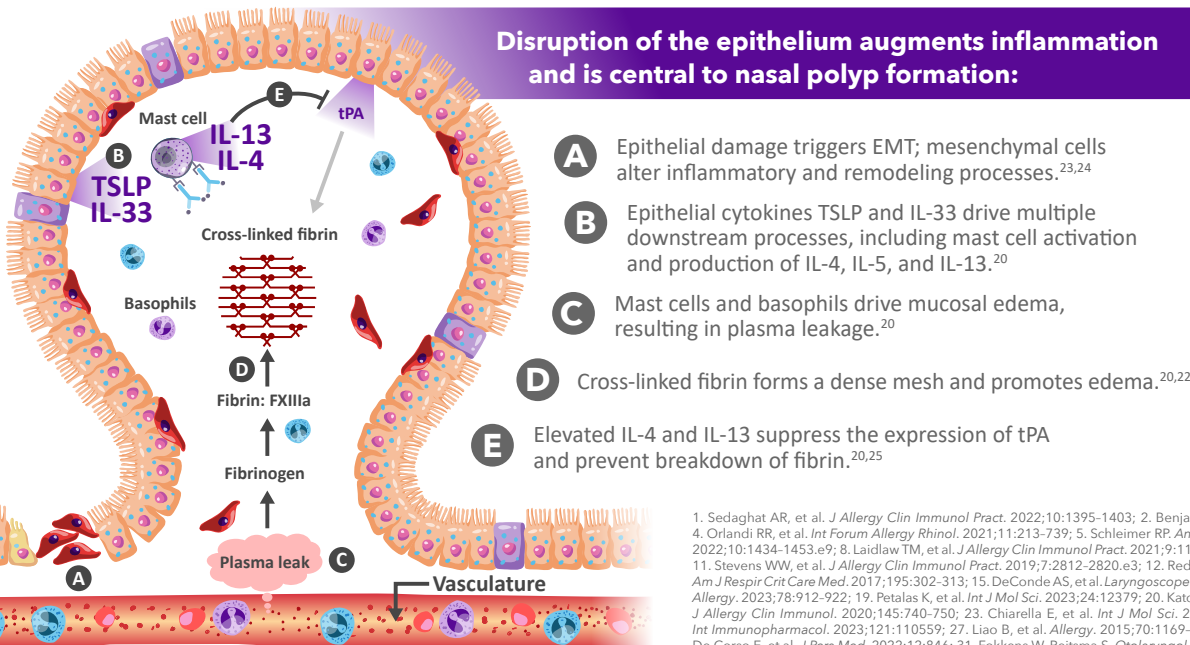 Disruption of the epithelium augments inflammation
and is central to nasal polyp formation:
E
Mast cell
IL-13
IL-4
tPA
B
TSLP
IL-33
Cross-linked fibrin
Basophils
D
Fibrin: FXIIIa
Fibrinogen
Plasma leak
C
A
Vasculature
A
Epithelial damage triggers EMT; mesenchymal cells
alter inflammatory and remodeling processes.23,24
B
Epithelial cytokines TSLP and IL-33 drive multiple
downstream processes, including mast cell activation
and production of IL-4, IL-5, and IL-13.20
C
Mast cells and basophils drive mucosal edema,
resulting in plasma leakage.20
D
Cross-linked fibrin forms a dense mesh and promotes edema.20,22
E
Elevated IL-4 and IL-13 suppress the expression of tPA
and prevent breakdown of fibrin.20,25
1. Sedaghat AR, et al. J Allergy Clin Immunol Pract. 2022;10:1395–1403; 2. Benja
4. Orlandi RR, et al. Int Forum Allergy Rhinol. 2021;11:213–739; 5. Schleimer RP. An
2022;10:1434–1453.e9; 8. Laidlaw TM, et al. J Allergy Clin Immunol Pract. 2021;9:11
11. Stevens WW, et al. J Allergy Clin Immunol Pract. 2019;7:2812–2820.e3; 12. Red
Am J Respir Crit Care Med. 2017;195:302–313; 15. DeConde AS, et al. Laryngoscope
Allergy. 2023;78:912–922; 19. Petalas K, et al. Int J Mol Sci. 2023;24:12379; 20. Kato
J Allergy Clin Immunol. 2020;145:740–750; 23. Chiarella E, et al. Int J Mol Sci. 2
Int Immunopharmacol. 2023;121:110559; 27. Liao B, et al. Allergy. 2015;70:1169–